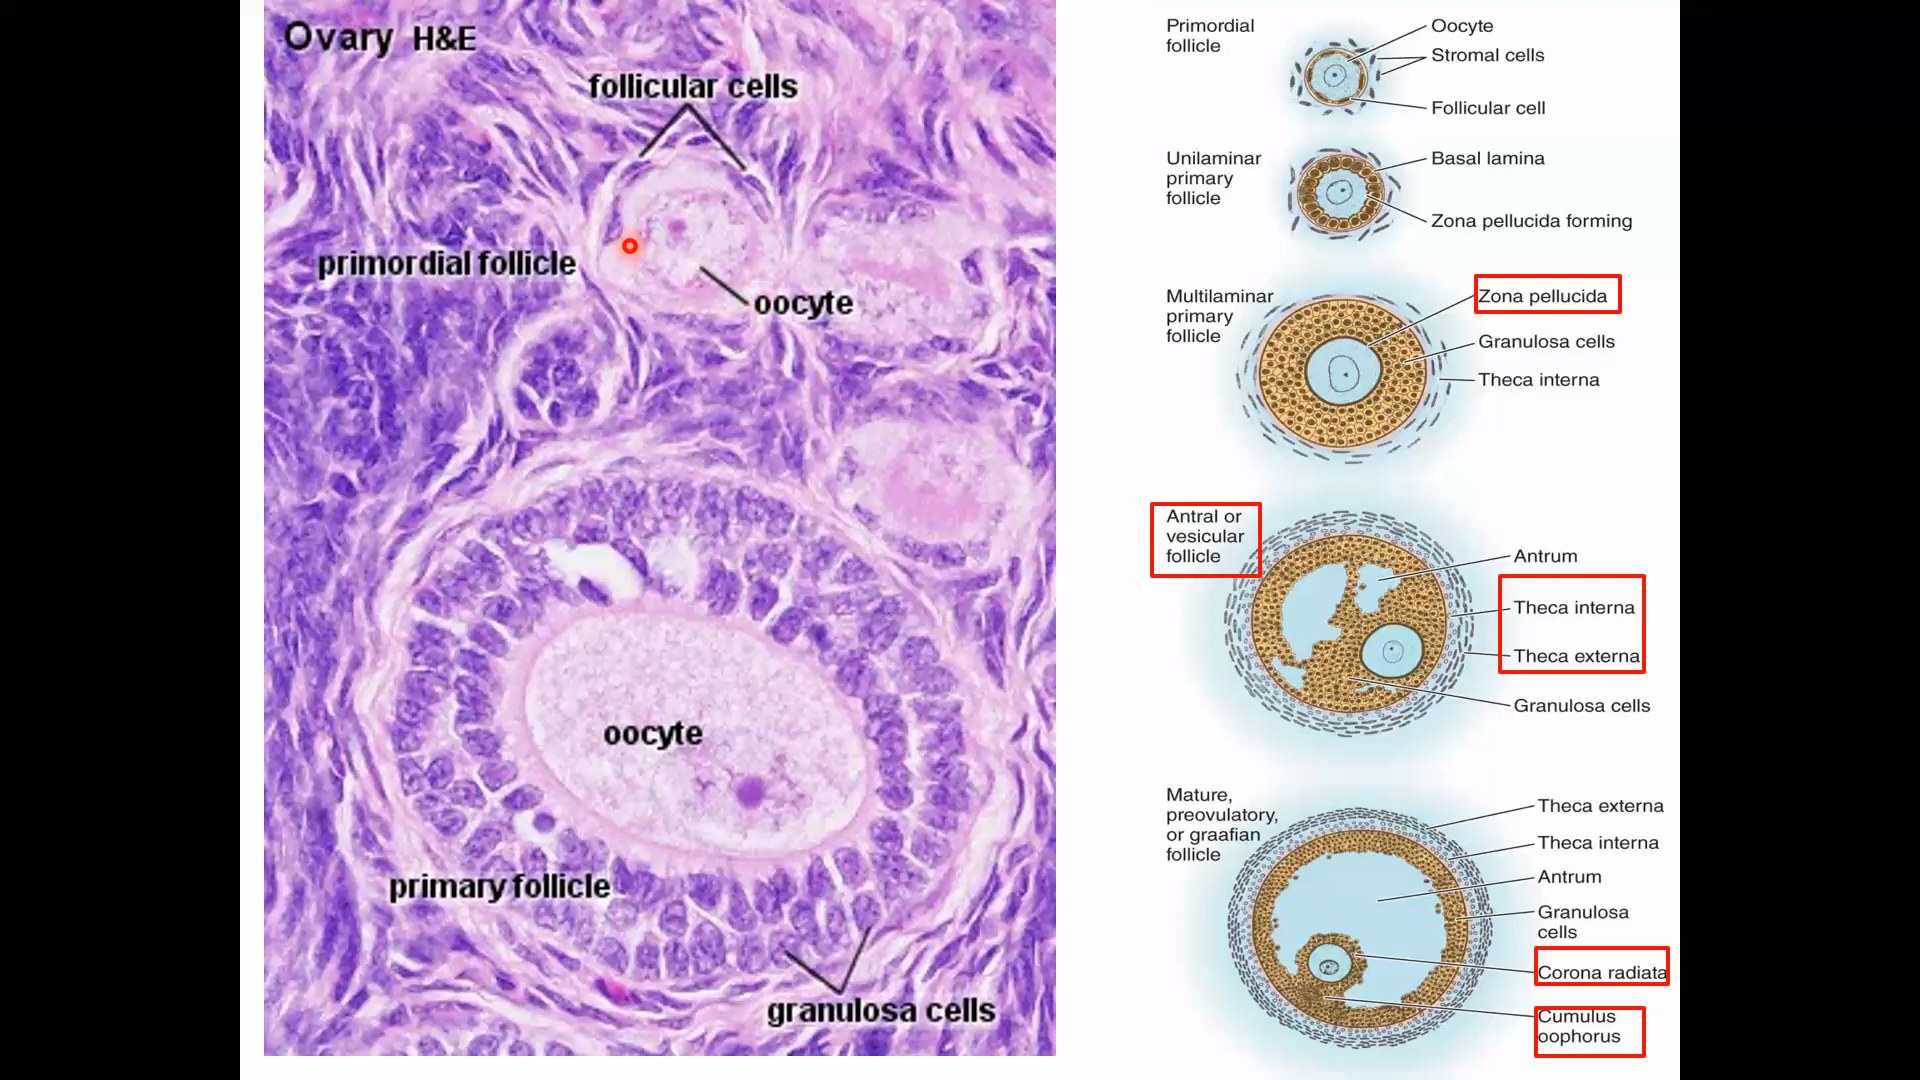 Ovary H&E
follicular cells
primordial follicle
oocyte
oocyte
primary follicle
granulosa cells
Primordial
follicle
Oocyte
Stromal cells
Follicular cell
Unilaminar
primary
follicle
Basal lamina
Zona pellucida forming
Multilaminar
primary
follicle
Zona pellucida
Granulosa cells
Theca interna
Antral or
vesicular
follicle
Antrum
Theca interna
Theca externa
Granulosa cells
Mature,
preovulatory,
or graafian
follicle
Theca externa
Theca interna
Antrum
Granulosa
cells
Corona radiata
Cumulus
oophorus